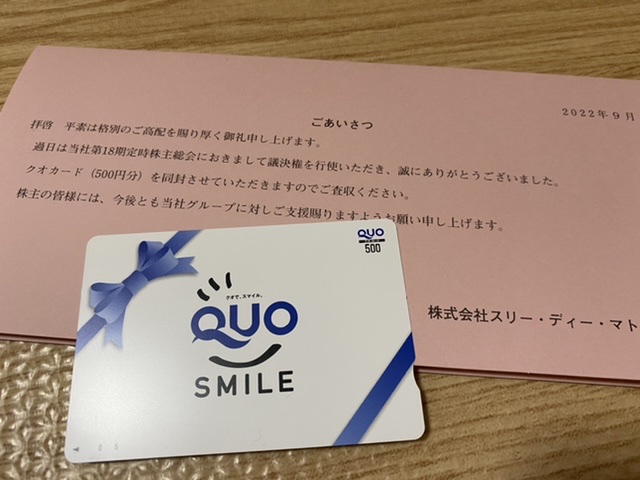 ごあいさつ
2022年9月
拝啓 平素は格別のご高配を賜り厚く御礼申し上げます。
過日は当社第18期定時株主総会におきまして議決権を行使いただき、誠にありがとうございました。
クオカード(500円分)を同封させていただきますのでご査収ください。
株主の皆様には、今後とも当社グループに対しご支援賜りますようお願い申し上げます。
株式会社スリー・ディー・マト
QUO
500
クオで、スマイル。
QUO
SMILE